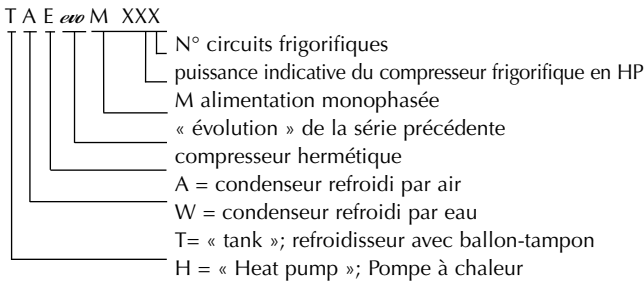 T A E evo M XXX
N° circuits frigorifiques
puissance indicative du compresseur frigorifique en HP
M alimentation monophasée
« évolution » de la série précédente
compresseur hermétique
A = condenseur refroidi par air
W = condenseur refroidi par eau
T= « tank »; refroidisseur avec ballon-tampon
H = « Heat pump »; Pompe à chaleur